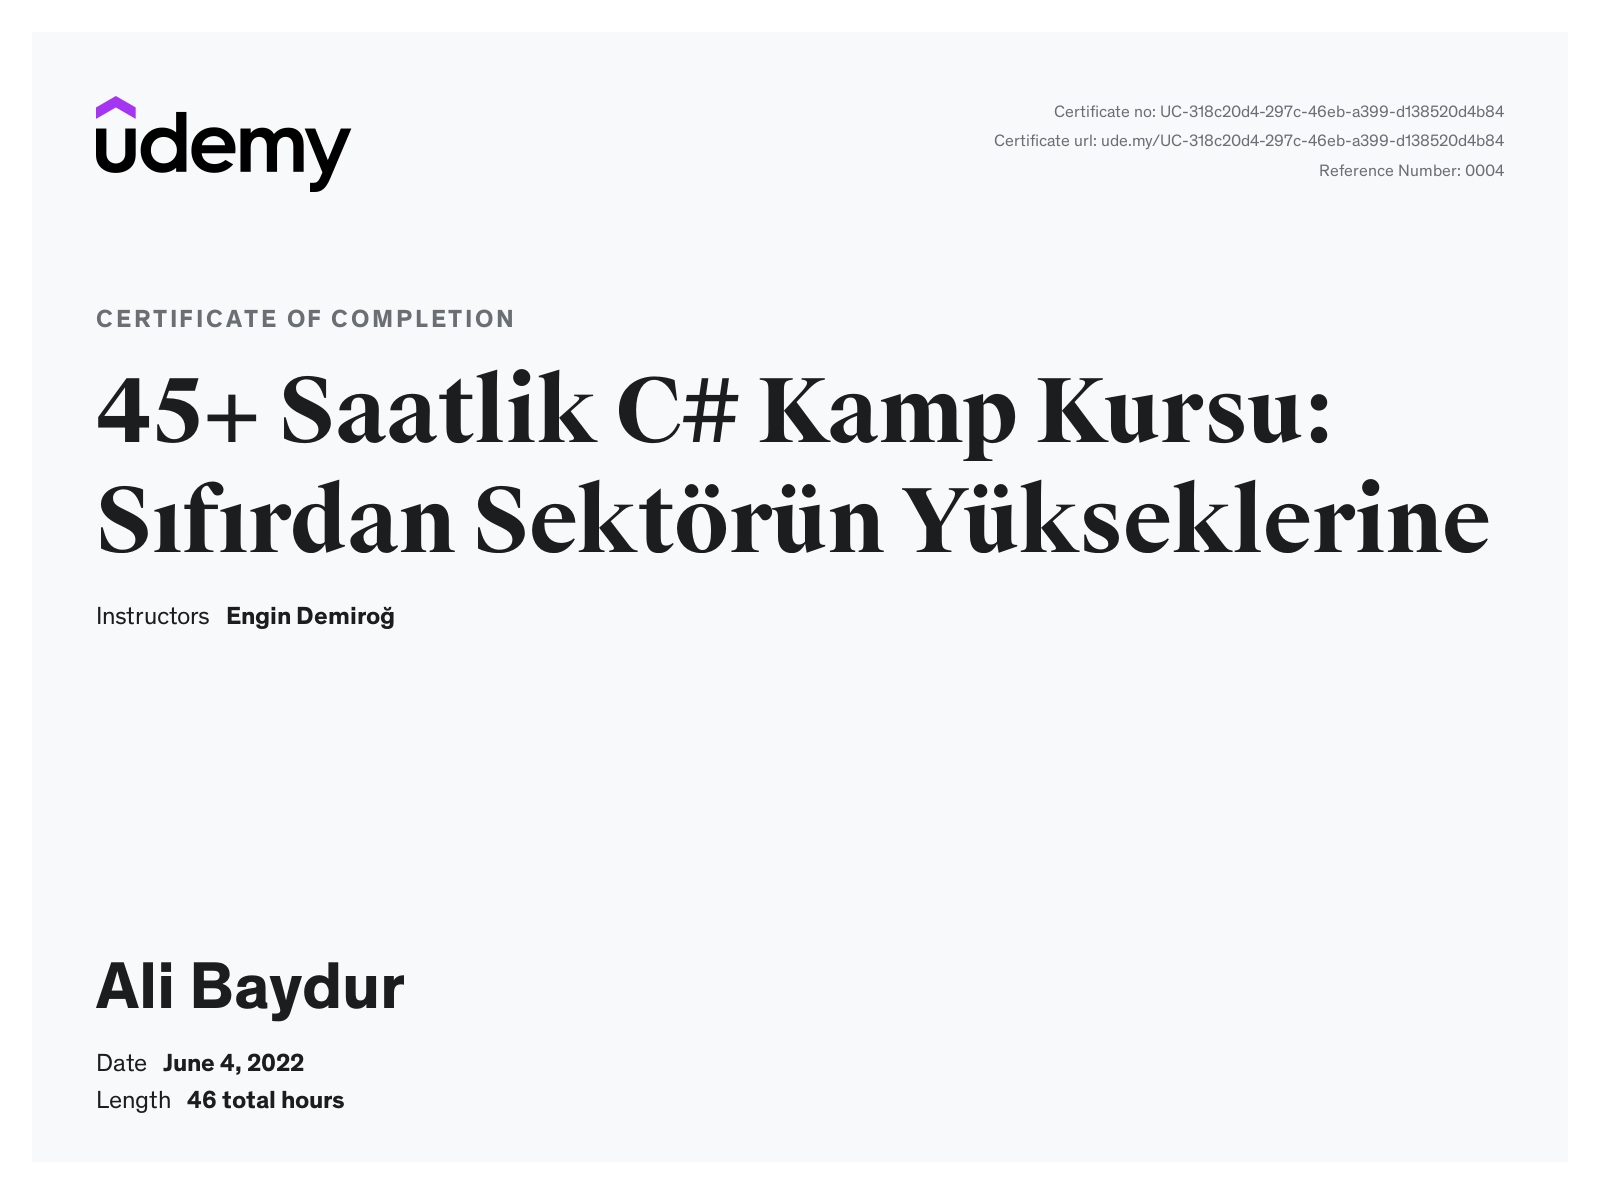 udemy
Certificate no: UC-318c20d4-297c-46eb-a399-d138520d4b84
Certificate url: ude.my/UC-318c20d4-297c-46eb-a399-d138520d4b84
Reference Number: 0004
CERTIFICATE OF COMPLETION
45+ Saatlik C# Kamp Kursu:
Sıfırdan Sektörün Yükseklerine
Instructors Engin Demiroğ
Ali Baydur
Date June 4, 2022
Length 46 total hours